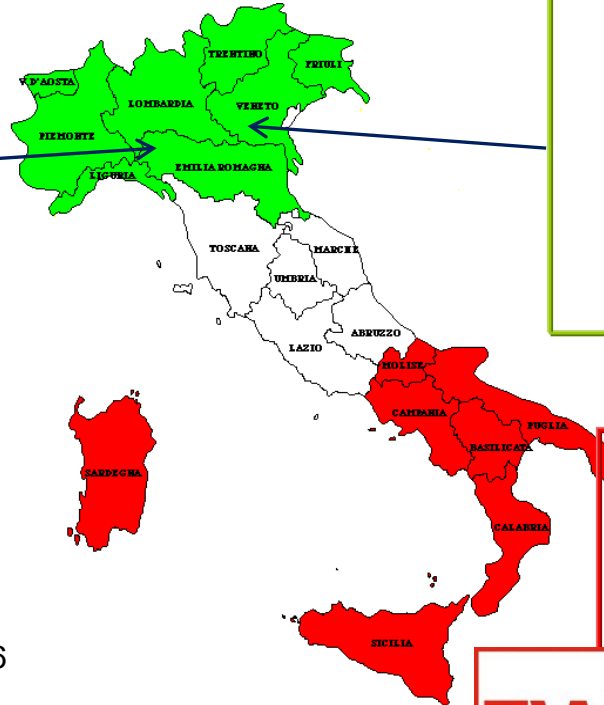 TRENTINO
FRIULI
V D'AOSTA
LOMBARDIA
VENETO
PIEMONTE
EMILIA ROMAGNA
LIGURIA
TOSCANA
MARCHE
UMBRIA
ABRUZZO
LAZIO
MOLISE
CAMPANIA
PUGLIA
BASILICATA
SARDEGNA
CALABRIA
SICILIA
6